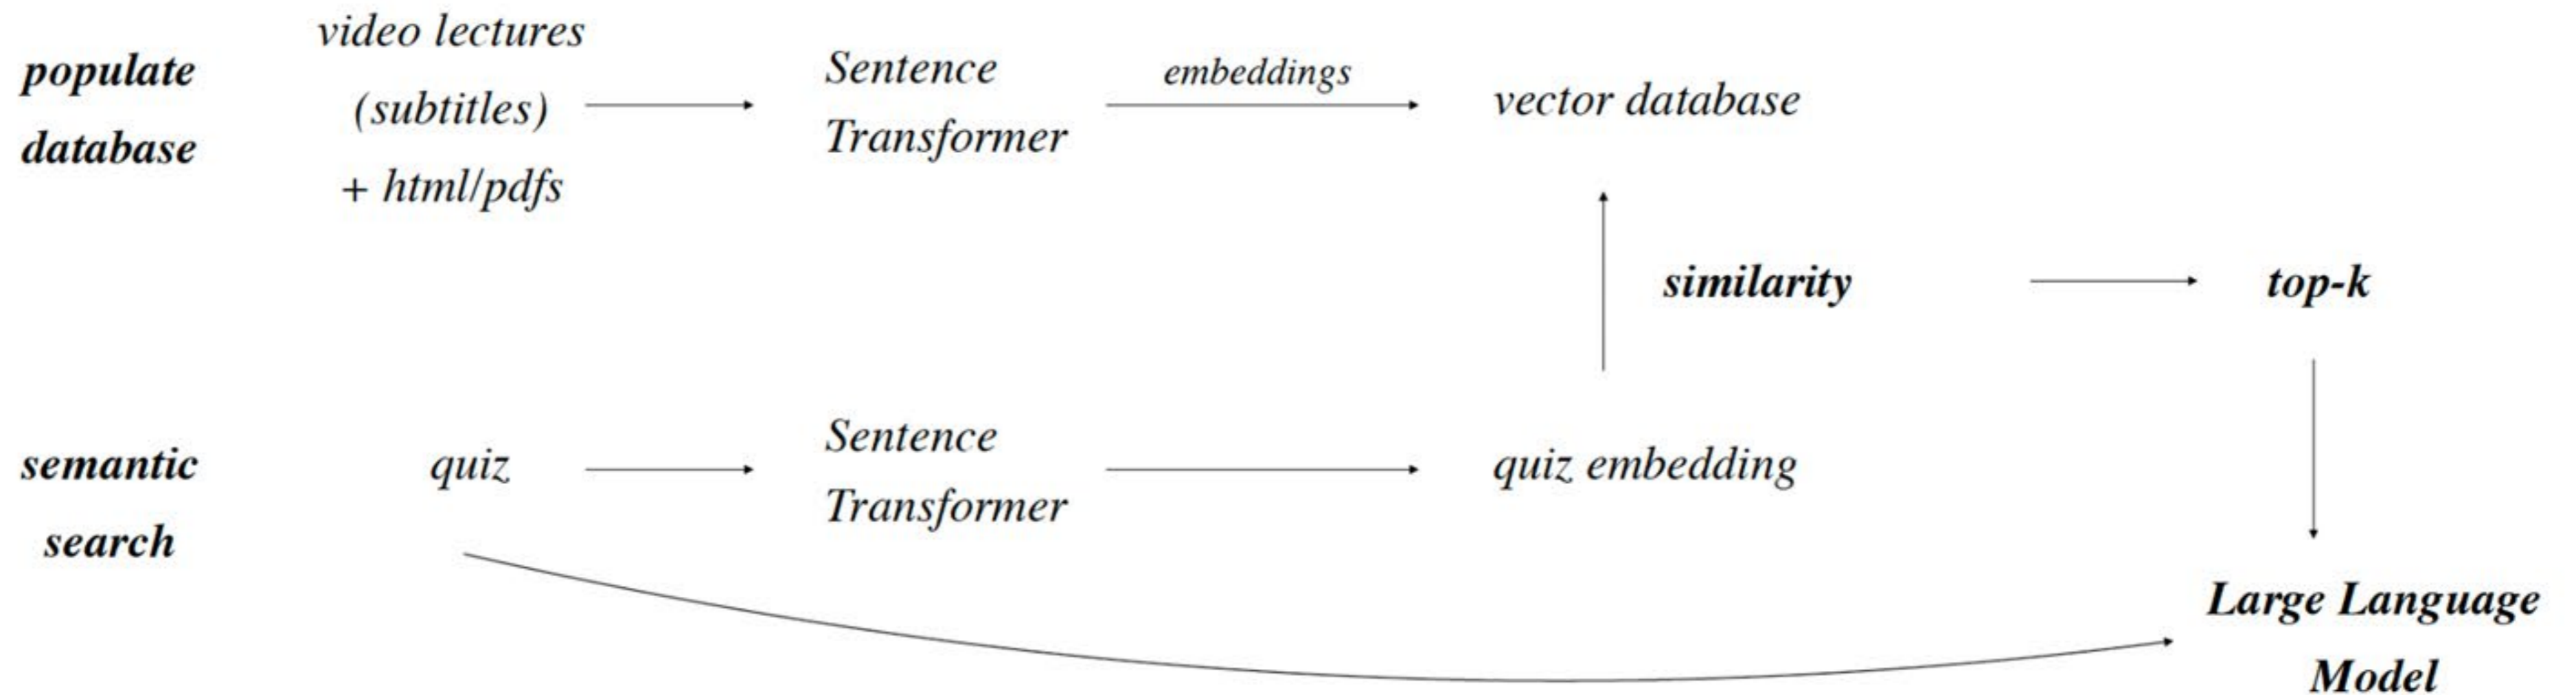 populate
database
video lectures
(subtitles)
+ html/pdfs
Sentence
Transformer
embeddings
vector database
similarity
top-k
semantic
search
quiz
Sentence
Transformer
quiz embedding
Large Language
Model